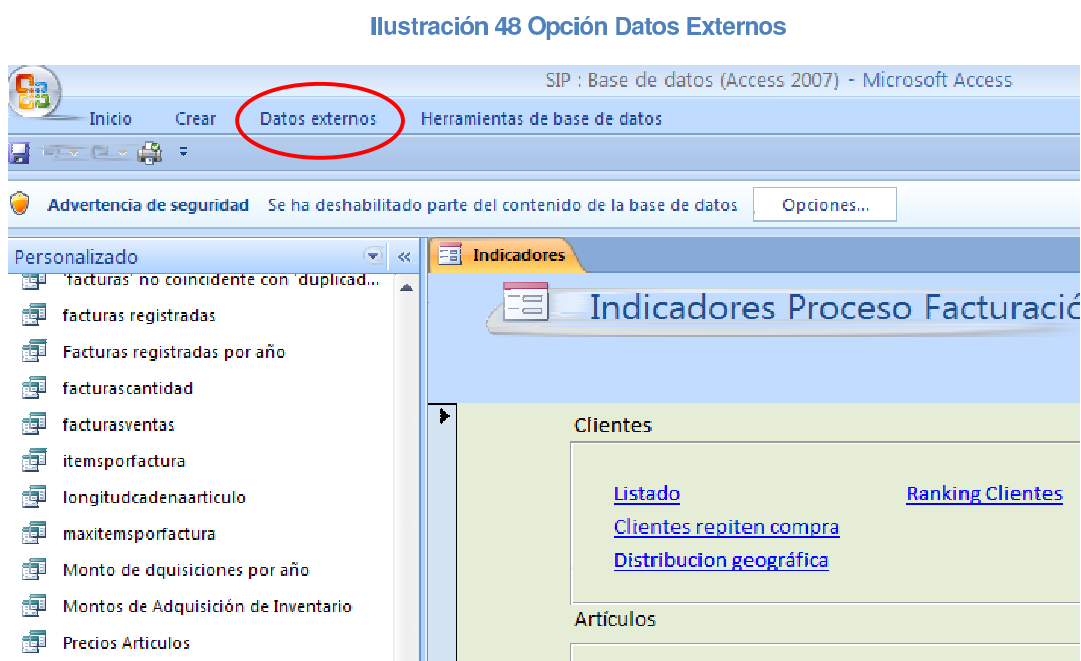 Ilustración 48 Opción Datos Externos
SIP : Base de datos (Access 2007) - Microsoft Access
Inicio Crear Datos externos Herramientas de base de datos
Advertencia de seguridad Se ha deshabilitado parte del contenido de la base de datos Opciones...
Personalizado «
Indicadores
'facturas' no coincidente con 'duplicad...
facturas registradas
Facturas registradas por año
facturascantidad
facturasventas
itemsporfactura
longitudcadenaarticulo
maxitemsporfactura
Monto de dquisiciones por año
Montos de Adquisición de Inventario
Precios Articulos
Indicadores Proceso Facturació
Clientes
Listado Ranking Clientes
Clientes repiten compra
Distribucion geográfica
Artículos